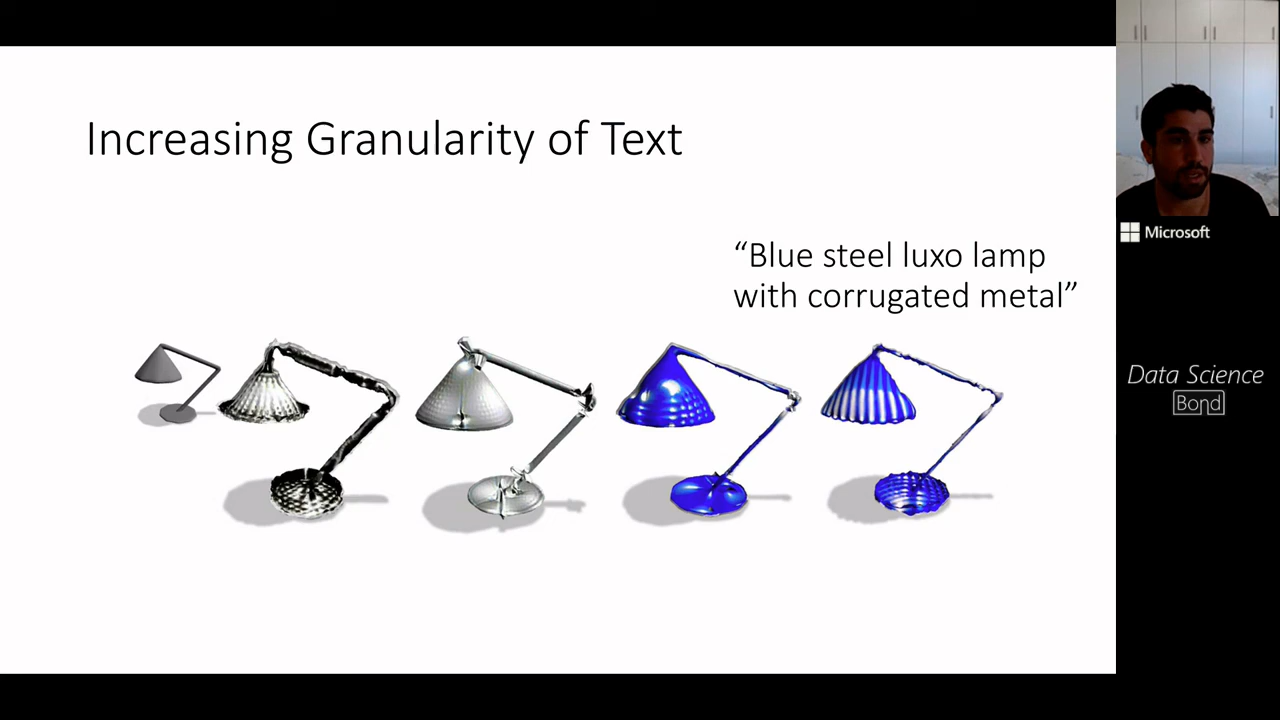 Increasing Granularity of Text
“Blue steel luxo lamp
with corrugated metal”
Microsoft
Data Science
Bond